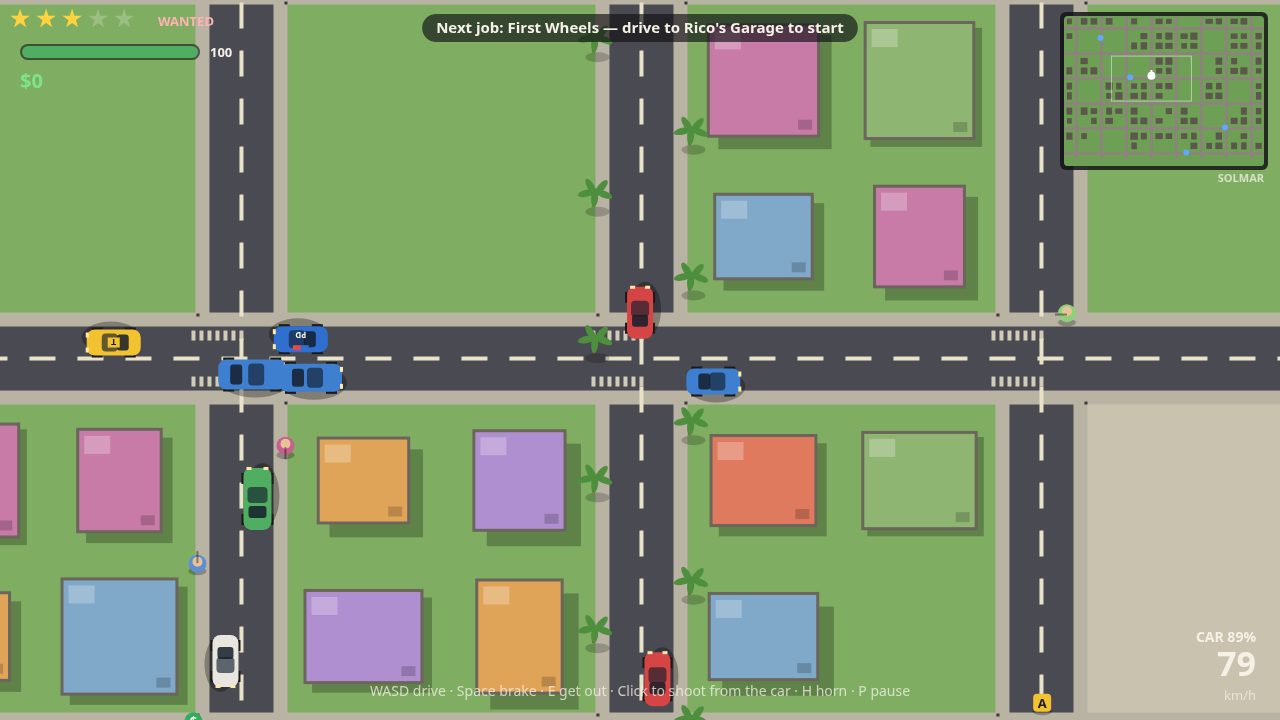 WANTED
Next job: First Wheels — drive to Rico's Garage to start
100
$0
SOLMAR
T
PD
CAR 89%
79
km/h
WASD drive · Space brake · E get out · Click to shoot from the car · H horn · P pause
A
$